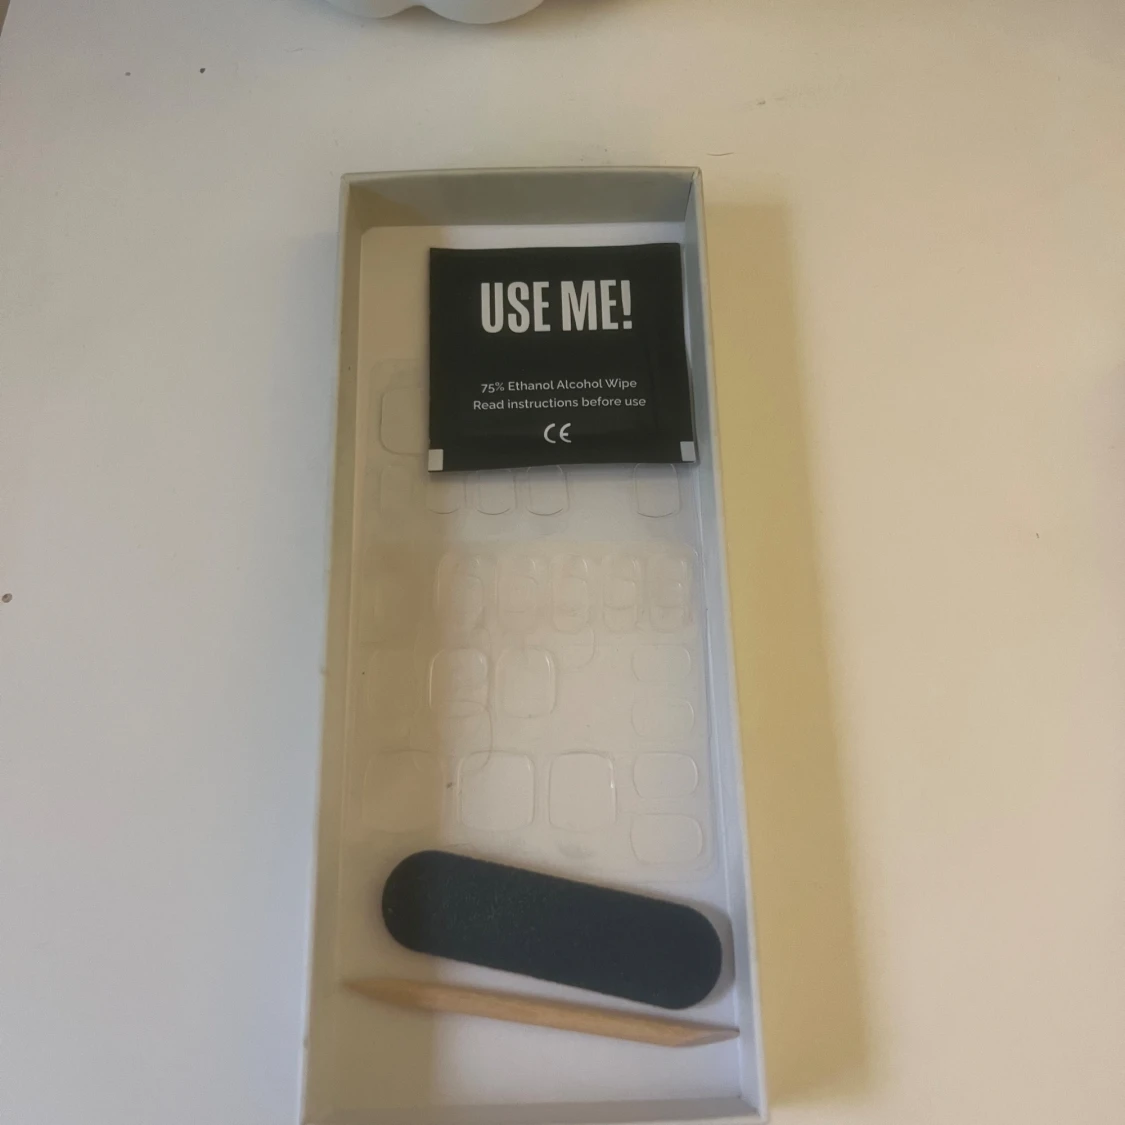 USE ME!
75% Ethanol Alcohol Wipe
Read instructions before use
CE